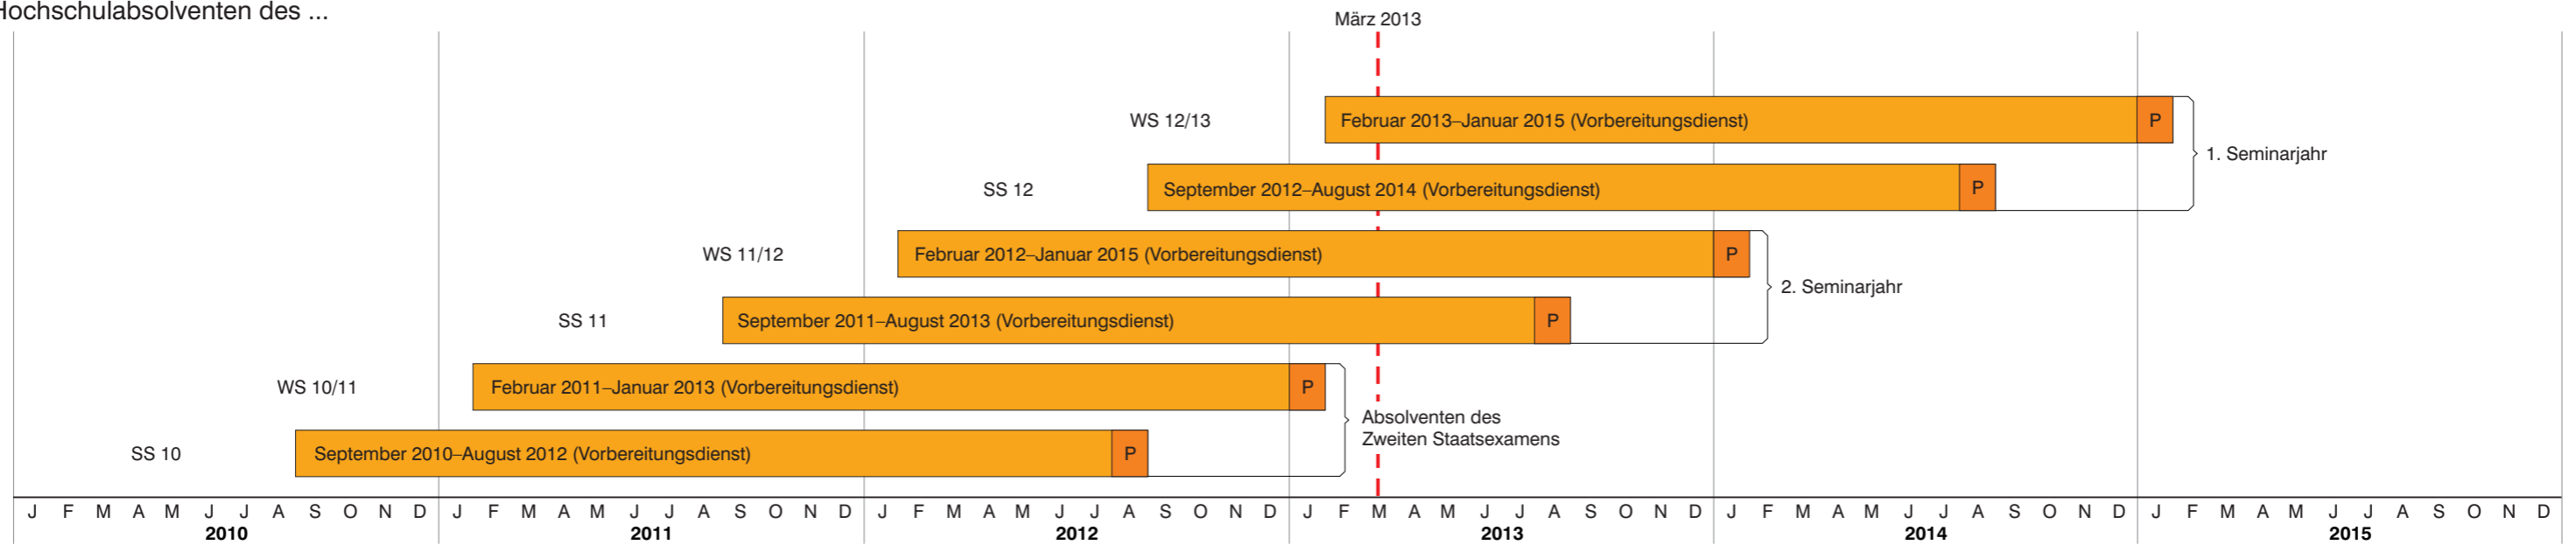 Hochschulabsolventen des ...
März 2013
WS 12/13
Februar 2013–Januar 2015 (Vorbereitungsdienst)
P
1. Seminarjahr
SS 12
September 2012–August 2014 (Vorbereitungsdienst)
P
WS 11/12
Februar 2012–Januar 2015 (Vorbereitungsdienst)
P
2. Seminarjahr
SS 11
September 2011–August 2013 (Vorbereitungsdienst)
P
WS 10/11
Februar 2011–Januar 2013 (Vorbereitungsdienst)
P
Absolventen des
Zweiten Staatsexamens
SS 10
September 2010–August 2012 (Vorbereitungsdienst)
P
J F M A M J J A S O N D J F M A M J J A S O N D J F M A M J J A S O N D J F M A M J J A S O N D J F M A M J J A S O N D J F M A M J J A S O N D
2010 2011 2012 2013 2014 2015